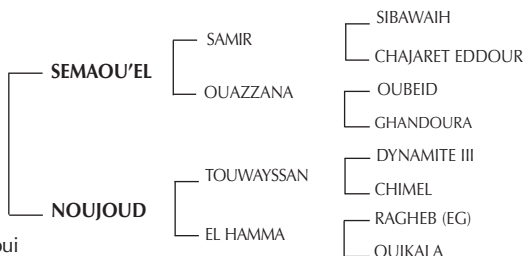 SIBAWAIH
SAMIR
CHAJARET EDDOUR
SEMAOU'EL
OUAZZANA
OUBEID
GHANDOURA
DYNAMITE III
TOUWAYSSAN
CHIMEL
NOUJOUD
RAGHEB (EG)
EL HAMMA
OUIKALA